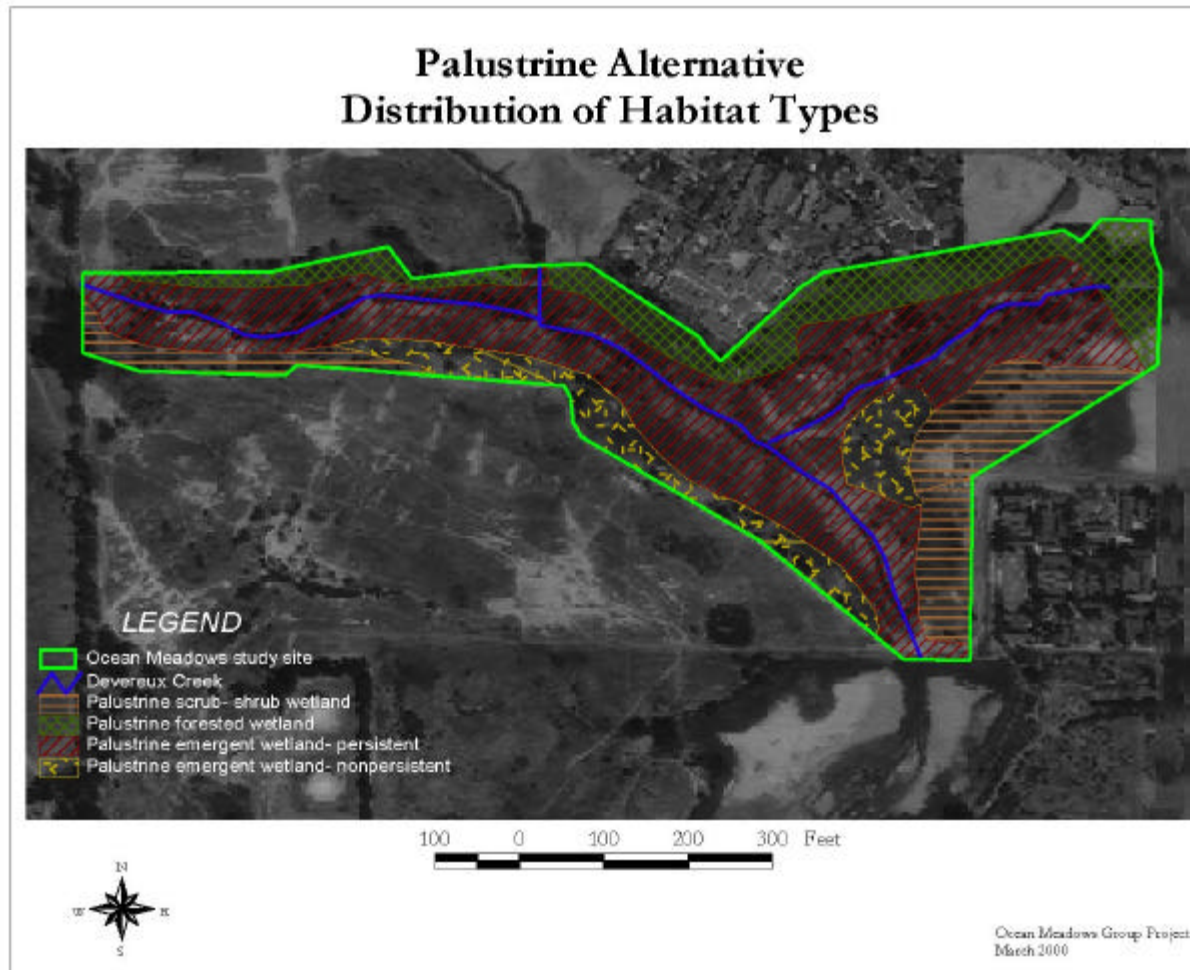 Palustrine Alternative
Distribution of Habitat Types
LEGEND
Ocean Meadows study site
Devereux Creek
Palustrine scrub- shrub wetland
Palustrine forested wetland
Palustrine emergent wetland- persistent
Palustrine emergent wetland- nonpersistent
100 0 100 200 300 Feet
N
W E
S
Ocean Meadows Group Project
March 2000